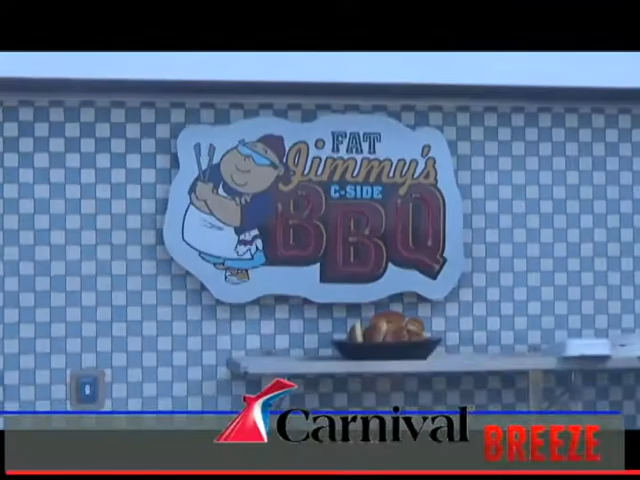 FAT
Jimmy's
C-SIDE
BBQ
Carnival
BREEZE